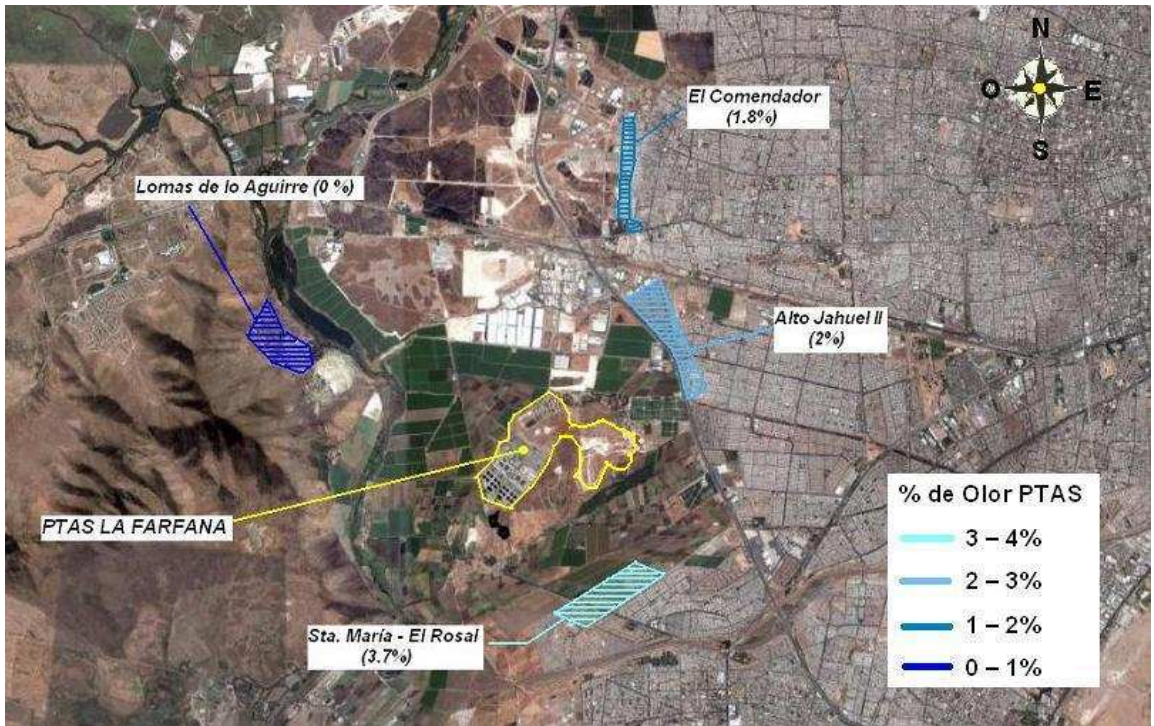 N
O
E
S
El Comendador
(1.8%)
Lomas de lo Aguirre (0 %)
Alto Jahuel II
(2%)
PTAS LA FARFANA
% de Olor PTAS
3 – 4%
2 – 3%
1 – 2%
0 – 1%
Sta. María - El Rosal
(3.7%)